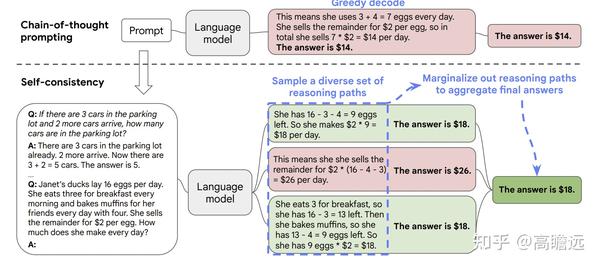 Greedy decode
Chain-of-thought
prompting
Prompt
Language
model
This means she uses 3 + 4 = 7 eggs every day.
She sells the remainder for $2 per egg, so in
total she sells 7 * $2 = $14 per day.
The answer is $14.
The answer is $14.
Self-consistency
Sample a diverse set of
reasoning paths
Marginalize out reasoning paths
to aggregate final answers
Q: If there are 3 cars in the parking
lot and 2 more cars arrive, how many
cars are in the parking lot?
A: There are 3 cars in the parking lot
already. 2 more arrive. Now there are
3 + 2 = 5 cars. The answer is 5.
...
Q: Janet's ducks lay 16 eggs per day.
She eats three for breakfast every
morning and bakes muffins for her
friends every day with four. She sells
the remainder for $2 per egg. How
much does she make every day?
A:
Language
model
She has 16 - 3 - 4 = 9 eggs
left. So she makes $2 * 9 =
$18 per day.
The answer is $18.
This means she she sells the
remainder for $2 * (16 - 4 - 3)
= $26 per day.
The answer is $26.
She eats 3 for breakfast, so
she has 16 - 3 = 13 left. Then
she bakes muffins, so she
has 13 - 4 = 9 eggs left. So
she has 9 eggs * $2 = $18.
The answer is $18.
The answer is $18.
知乎 @高瞻远